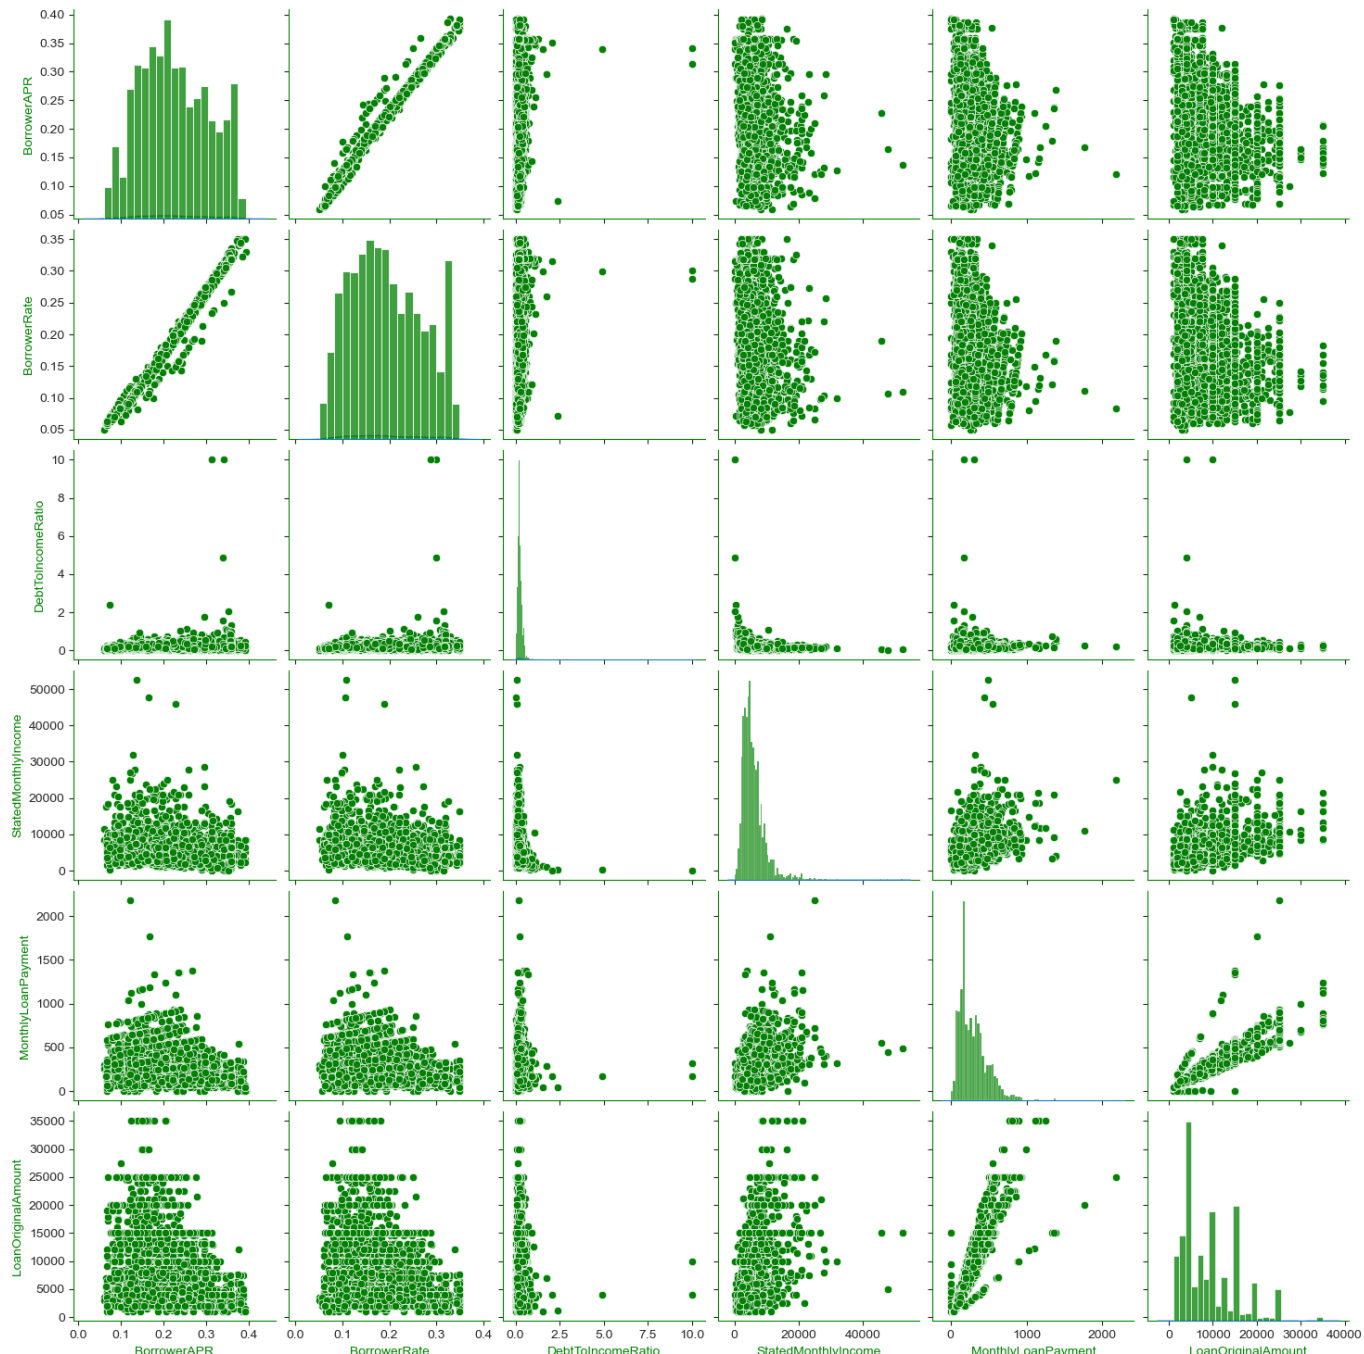 0.40
0.35
0.30
0.25
0.20
0.15
0.10
0.05
BorrowerAPR
0.0 0.1 0.2 0.3 0.4
0.0 0.1 0.2 0.3 0.4
0.0 2.5 5.0 7.5 10.0
0 20000 40000
0 1000 2000
0 10000 20000 30000 40000
0.35
0.30
0.25
0.20
0.15
0.10
0.05
BorrowerRate
10
8
6
4
2
0
DebtToIncomeRatio
50000
40000
30000
20000
10000
0
StatedMonthlyIncome
2000
1500
1000
500
0
MonthlyLoanPayment
35000
30000
25000
20000
15000
10000
5000
0
LoanOriginalAmount
BorrowerAPR
BorrowerRate
DebtToIncomeRatio
StatedMonthlyIncome
MonthlyLoanPayment
LoanOriginalAmount